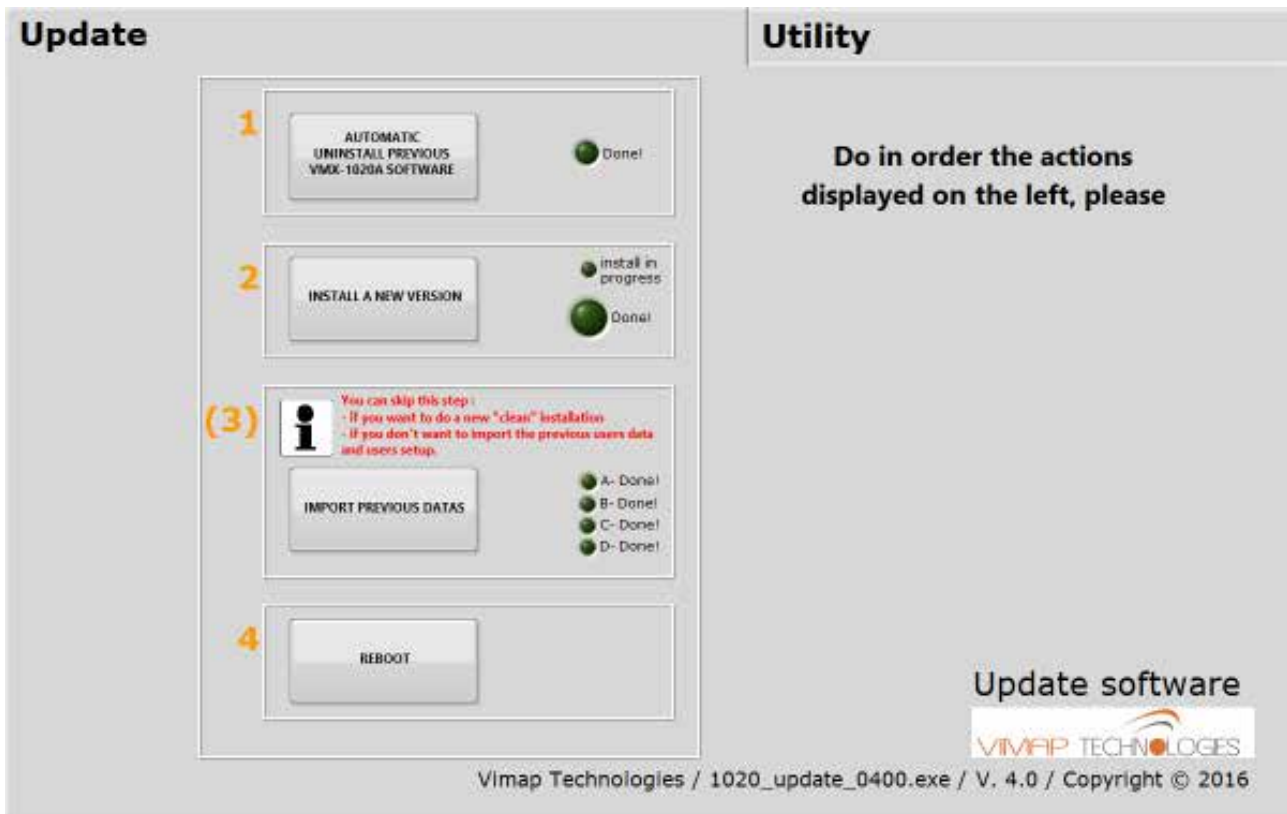 Update
Utility
1
AUTOMATIC
UNINSTALL PREVIOUS
VMX-1020A SOFTWARE
Done!
Do in order the actions
displayed on the left, please
2
INSTALL A NEW VERSION
install in
progress
Done!
(3)
i
You can skip this step :
- if you want to do a new "clean" installation
- if you don't want to import the previous users data
and users setup.
IMPORT PREVIOUS DATAS
A- Done!
B- Done!
C- Done!
D- Done!
4
REBOOT
Update software
VIMAP TECHNOLOGIES
Vimap Technologies / 1020_update_0400.exe / V. 4.0 / Copyright © 2016